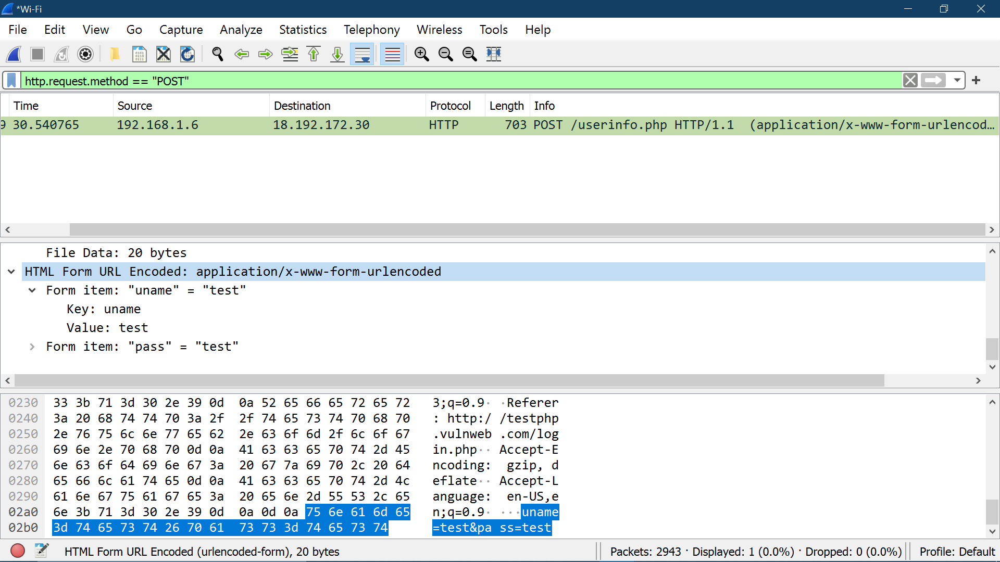 *Wi-Fi
File Edit View Go Capture Analyze Statistics Telephony Wireless Tools Help
http.request.method == "POST"
Time Source Destination Protocol Length Info
9 30.540765 192.168.1.6 18.192.172.30 HTTP 703 POST /userinfo.php HTTP/1.1 (application/x-www-form-urlencod…
File Data: 20 bytes
HTML Form URL Encoded: application/x-www-form-urlencoded
Form item: "uname" = "test"
Key: uname
Value: test
Form item: "pass" = "test"
0230 33 3b 71 3d 30 2e 39 0d 0a 52 65 66 65 72 65 72 3;q=0.9· ·Referer
0240 3a 20 68 74 74 70 3a 2f 2f 74 65 73 74 70 68 70 : http:/ /testphp
0250 2e 76 75 6c 6e 77 65 62 2e 63 6f 6d 2f 6c 6f 67 .vulnweb .com/log
0260 69 6e 2e 70 68 70 0d 0a 41 63 63 65 70 74 2d 45 in.php·· Accept-E
0270 6e 63 6f 64 69 6e 67 3a 20 67 7a 69 70 2c 20 64 ncoding: gzip, d
0280 65 66 6c 61 74 65 0d 0a 41 63 63 65 70 74 2d 4c eflate·· Accept-L
0290 61 6e 67 75 61 67 65 3a 20 65 6e 2d 55 53 2c 65 anguage: en-US,e
02a0 6e 3b 71 3d 30 2e 39 0d 0a 0d 0a 75 6e 61 6d 65 n;q=0.9· ···uname
02b0 3d 74 65 73 74 26 70 61 73 73 3d 74 65 73 74 =test&pa ss=test
HTML Form URL Encoded (urlencoded-form), 20 bytes
Packets: 2943 · Displayed: 1 (0.0%) · Dropped: 0 (0.0%)
Profile: Default